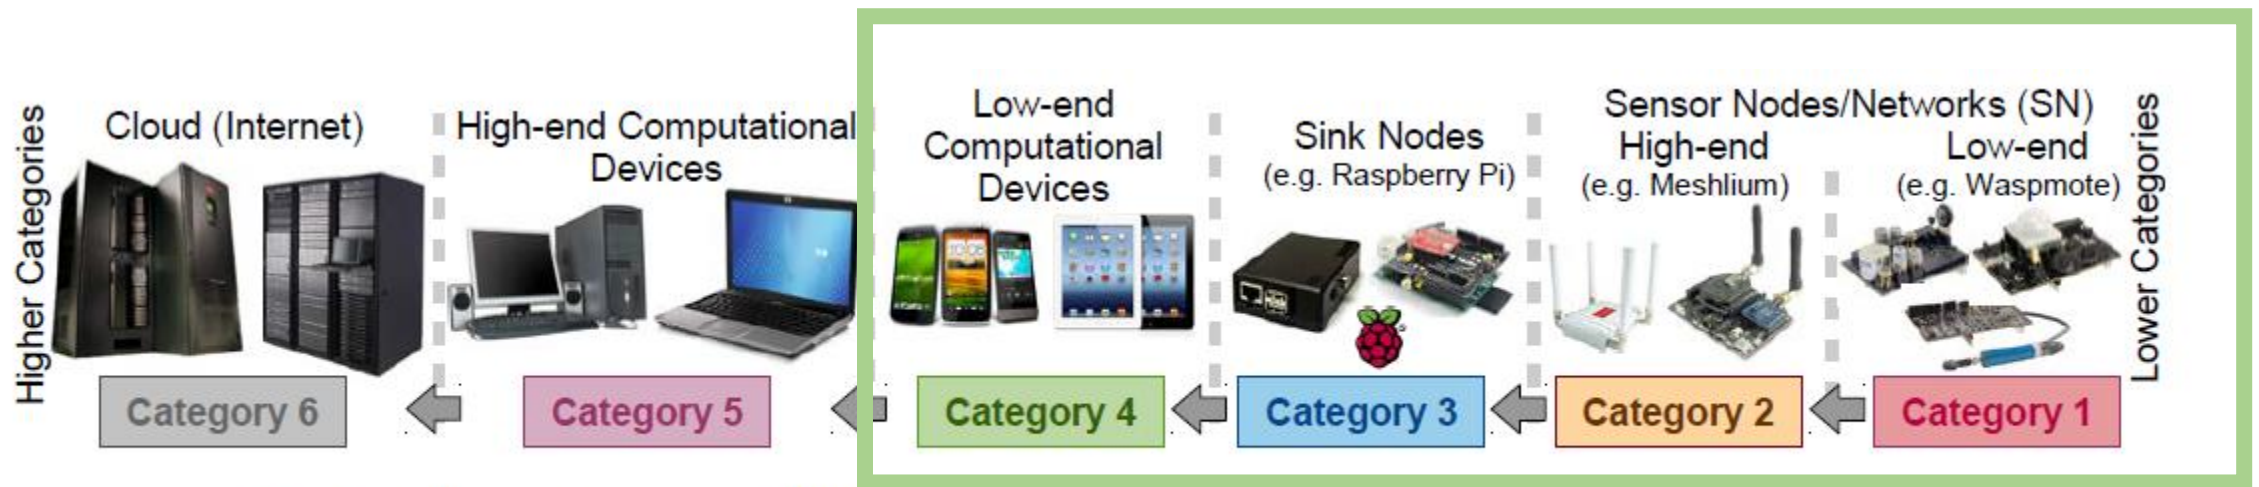 Higher Categories
Cloud (Internet)
Category 6
High-end Computational
Devices
Category 5
Low-end
Computational
Devices
Category 4
Sink Nodes
(e.g. Raspberry Pi)
Category 3
Sensor Nodes/Networks (SN)
High-end
(e.g. Meshlium)
Category 2
Low-end
(e.g. Waspmote)
Category 1
Lower Categories